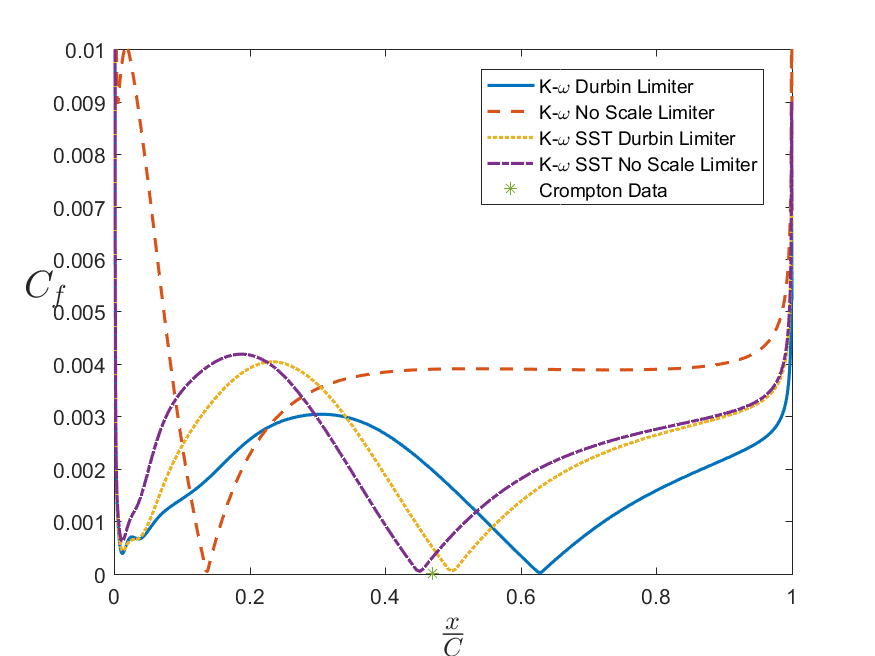 0.01
0.009
0.008
0.007
0.006
0.005
0.004
0.003
0.002
0.001
0
C_f
K-ω Durbin Limiter
K-ω No Scale Limiter
K-ω SST Durbin Limiter
K-ω SST No Scale Limiter
Crompton Data
0 0.2 0.4 0.6 0.8 1
x
C